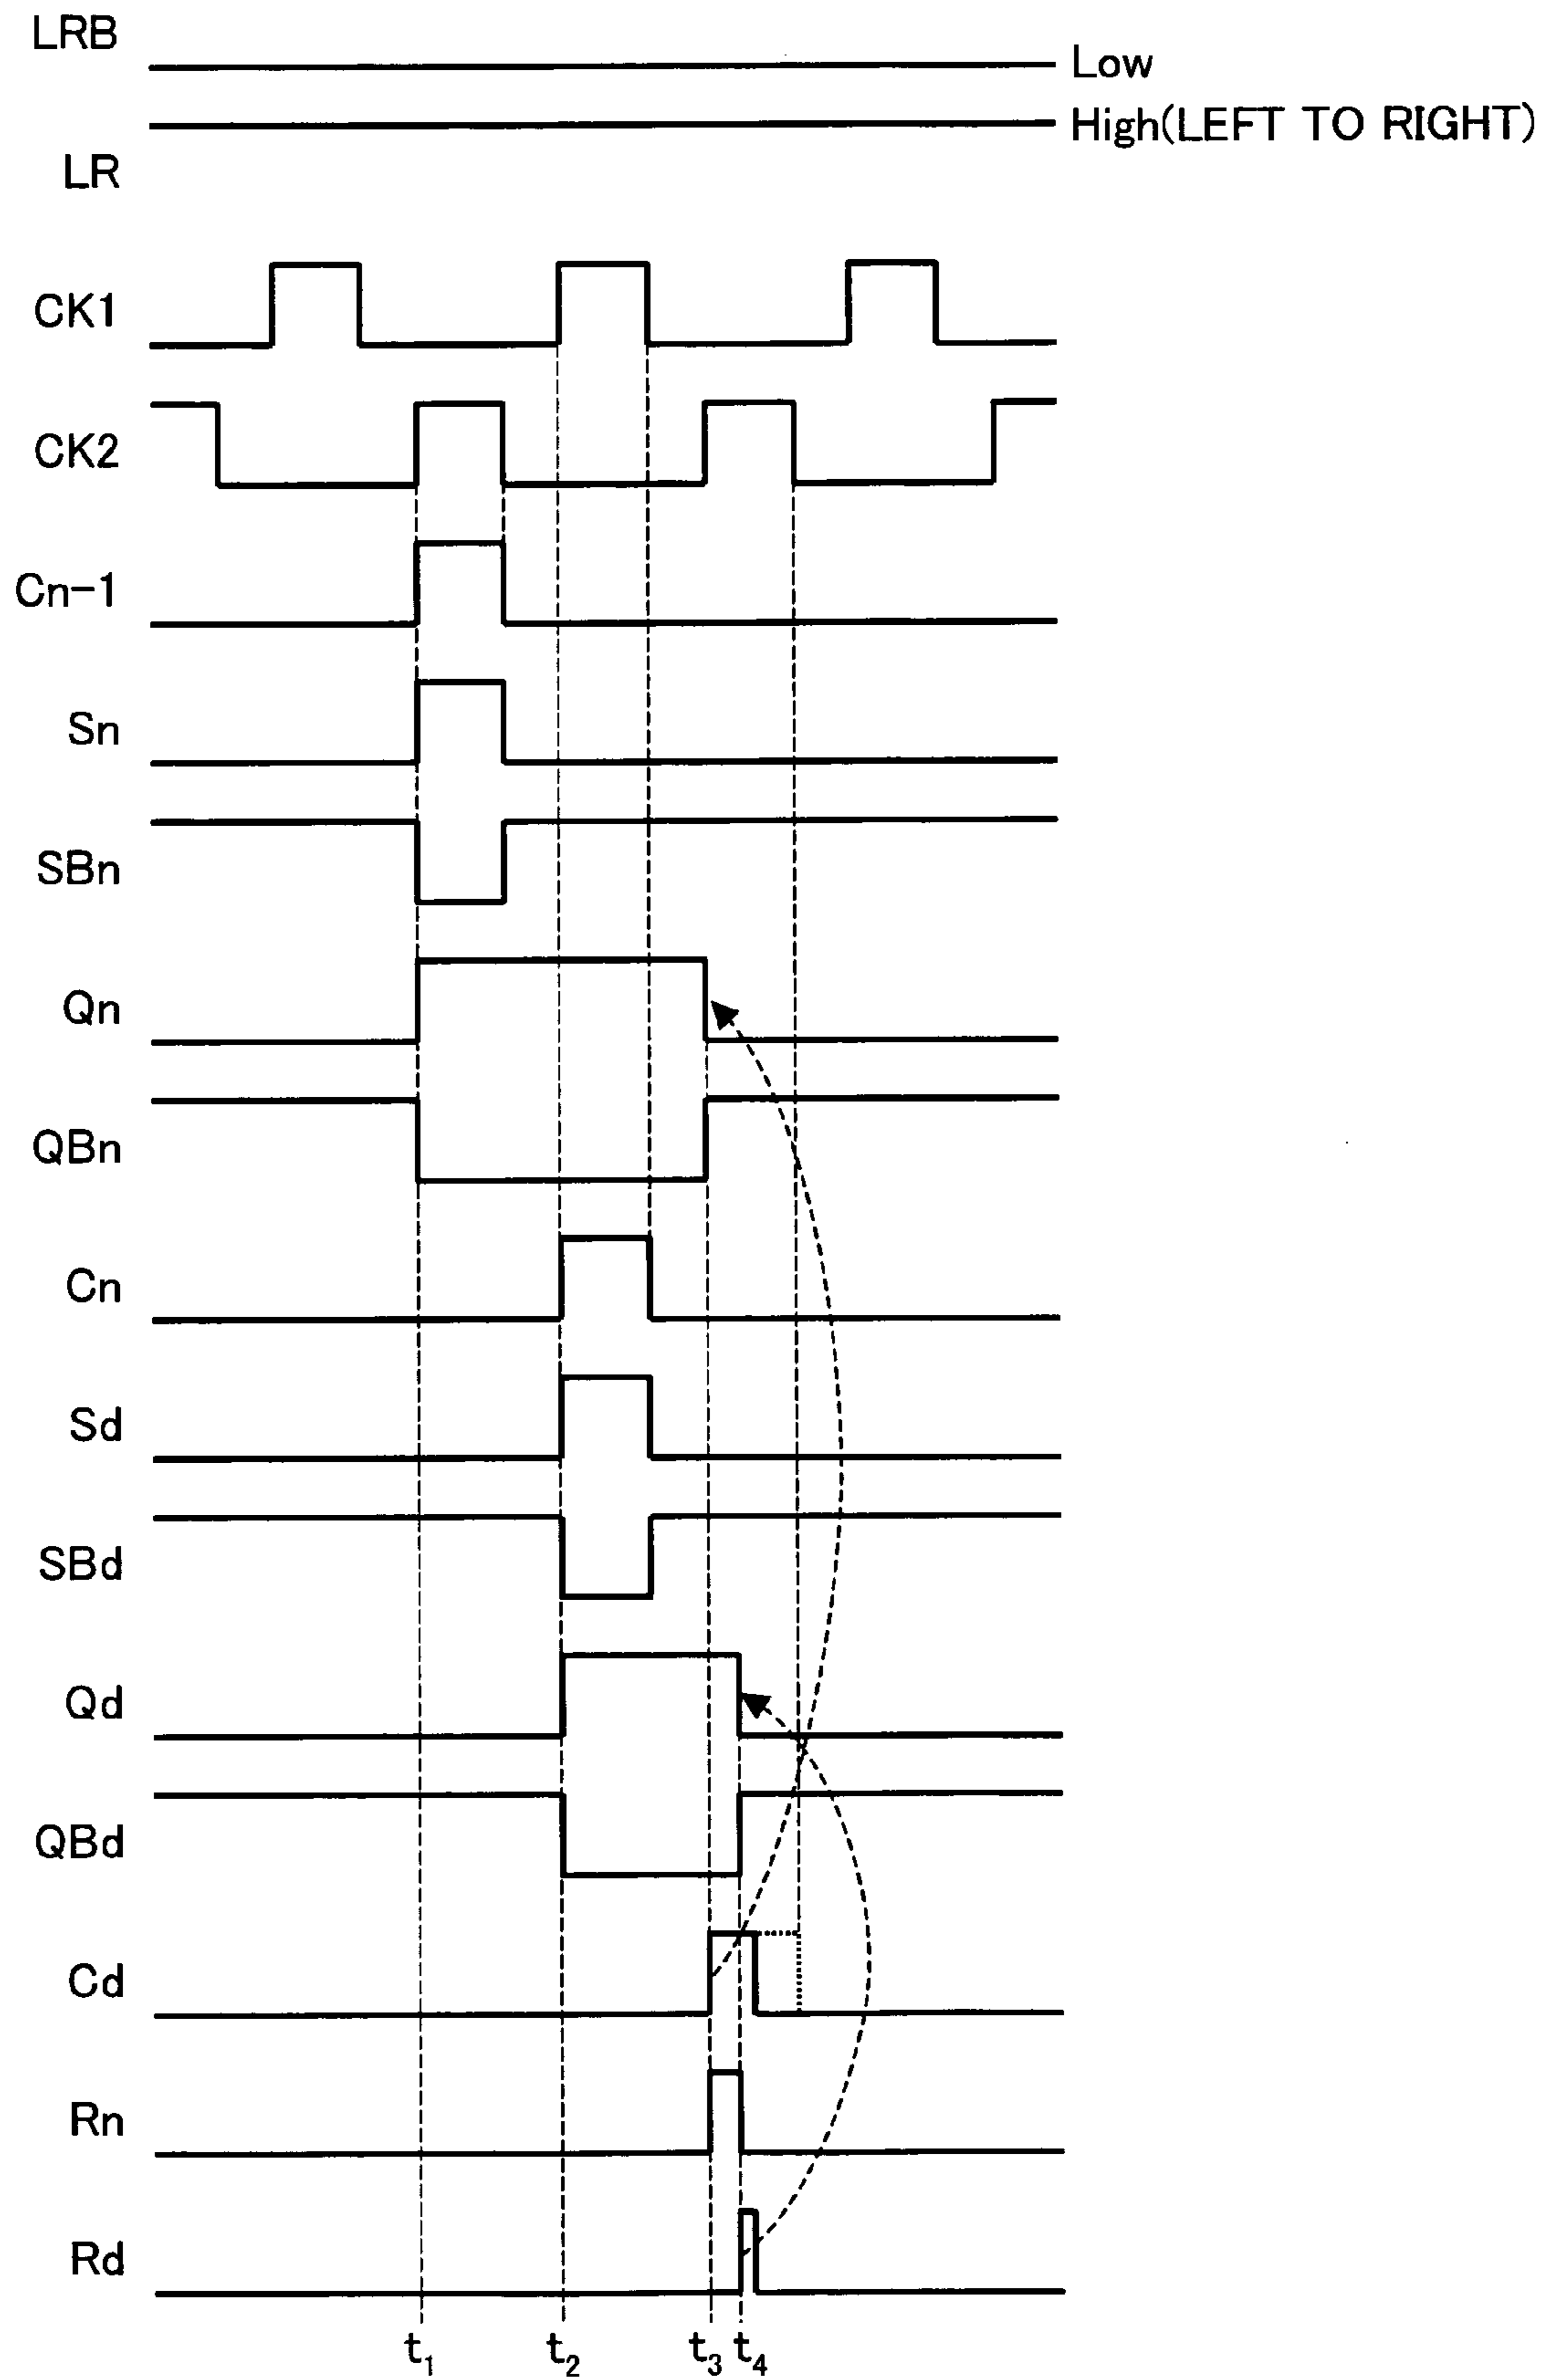 LRB
Low
High(LEFT TO RIGHT)
LR
CK1
CK2
Cn-1
Sn
SBn
Qn
QBn
Cn
Sd
SBd
Qd
QBd
Cd
Rn
Rd
t1 t2 t3 t4